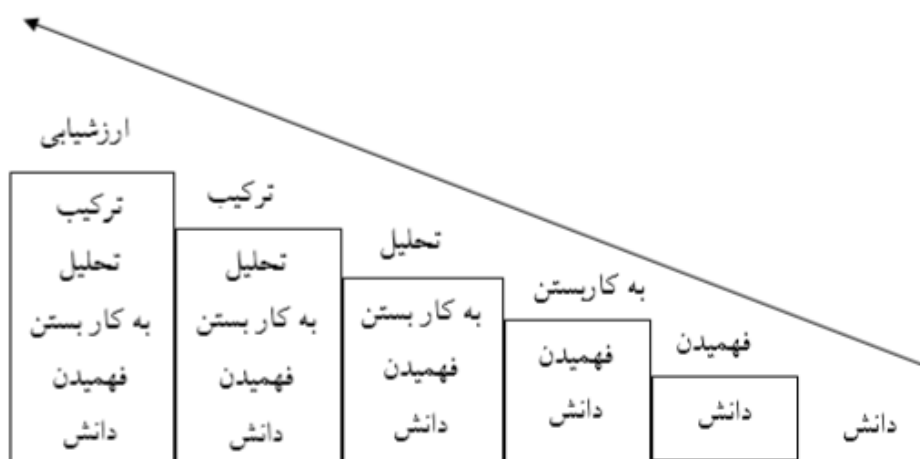 ارزشیابی
ترکیب
تحلیل
به کار بستن
فهمیدن
دانش
ترکیب
تحلیل
به کار بستن
فهمیدن
دانش
تحلیل
به کار بستن
فهمیدن
دانش
به کاربستن
فهمیدن
دانش
فهمیدن
دانش
دانش